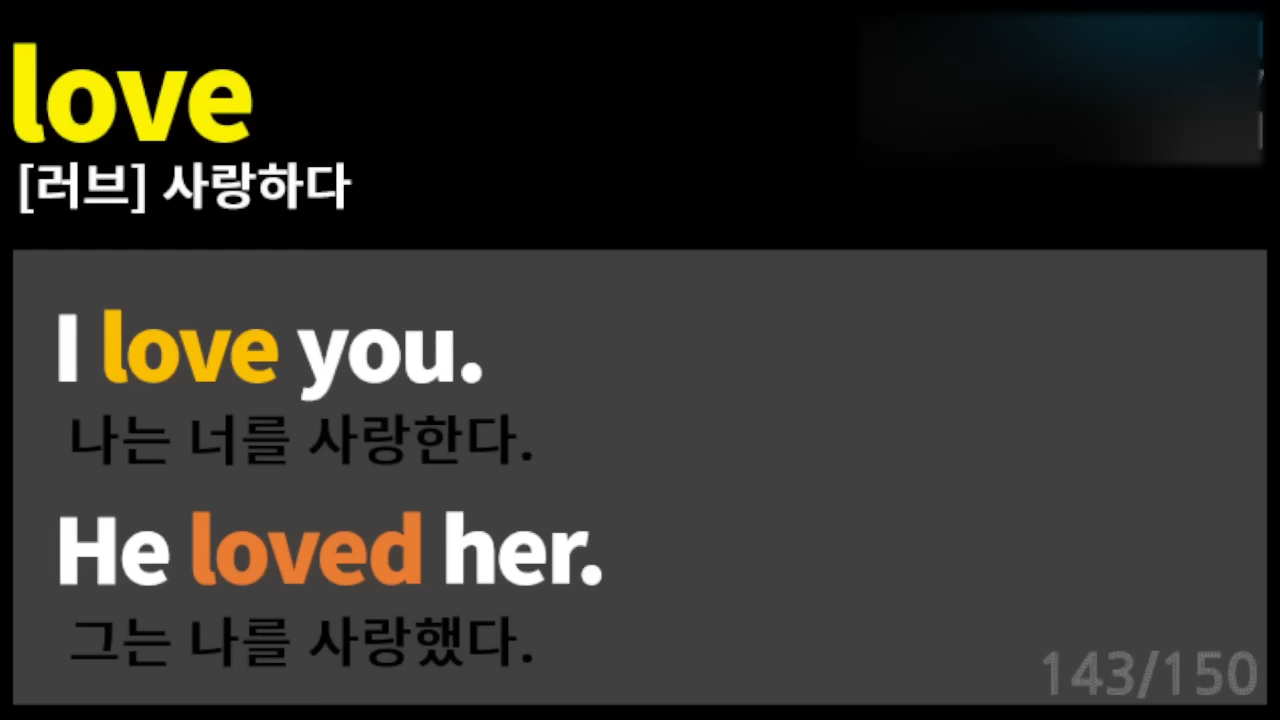 love
[러브] 사랑하다
I love you.
나는 너를 사랑한다.
He loved her.
그는 나를 사랑했다.
143/150